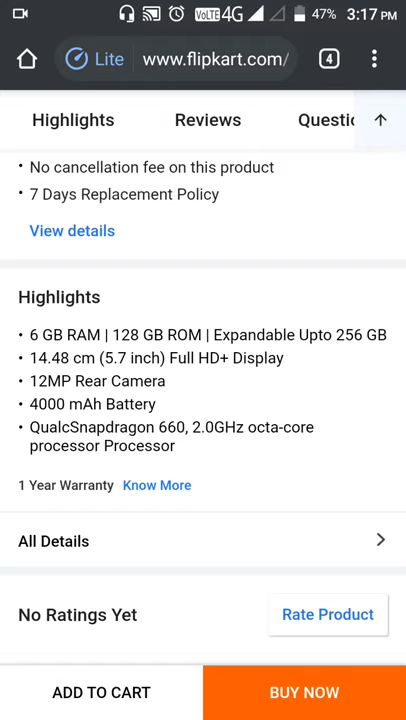 VoLTE 4G 47% 3:17 PM
Lite www.flipkart.com/ 4
Highlights Reviews Questic
• No cancellation fee on this product
• 7 Days Replacement Policy
View details
Highlights
• 6 GB RAM | 128 GB ROM | Expandable Upto 256 GB
• 14.48 cm (5.7 inch) Full HD+ Display
• 12MP Rear Camera
• 4000 mAh Battery
• QualcSnapdragon 660, 2.0GHz octa-core
processor Processor
1 Year Warranty Know More
All Details
No Ratings Yet Rate Product
ADD TO CART BUY NOW